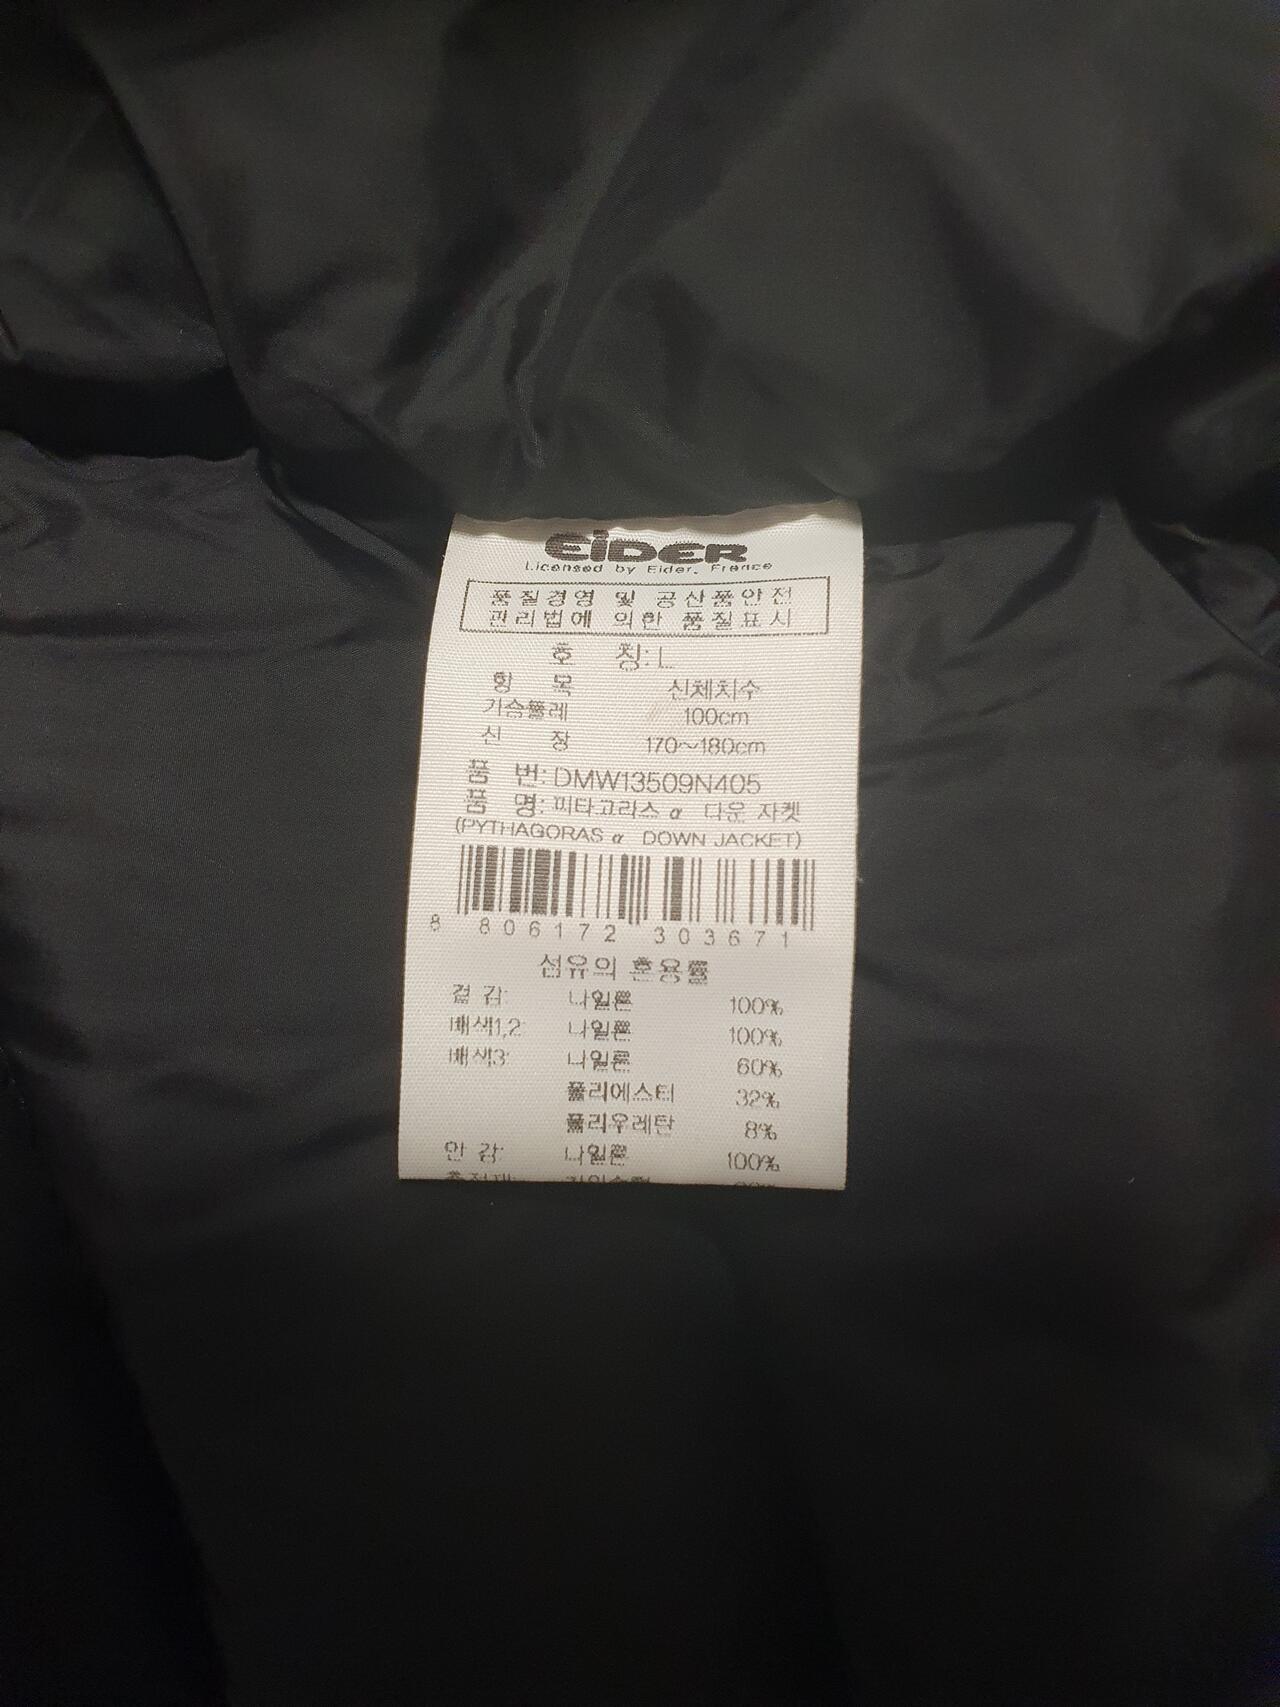 EiDER
Licensed by Eider, France
품질경영 및 공산품안전
관리법에 의한 품질표시
호 칭: L
항 목 신체치수
가슴둘레 100cm
신 장 170~180cm
품 번: DMW13509N405
품 명: 피타고라스 α 다운 자켓
(PYTHAGORAS α DOWN JACKET)
8 806172 303671
섬유의 혼용률
겉 감: 나일론 100%
배색1,2: 나일론 100%
배색3: 나일론 60%
폴리에스터 32%
폴리우레탄 8%
안 감: 나일론 100%